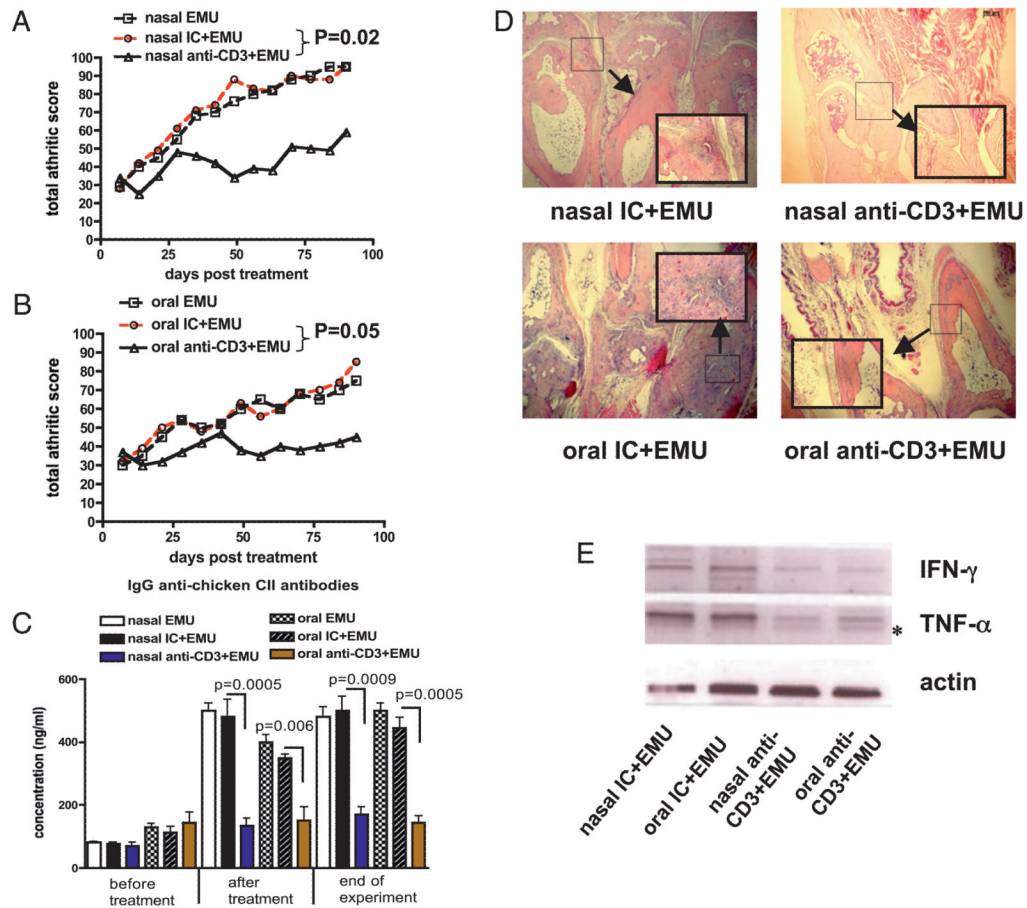 A
nasal EMU
nasal IC+EMU
nasal anti-CD3+EMU
P=0.02
total athritic score
100
90
80
70
60
50
40
30
20
10
0
0 25 50 75 100
days post treatment
B
oral EMU
oral IC+EMU
oral anti-CD3+EMU
P=0.05
total athritic score
100
90
80
70
60
50
40
30
20
10
0
0 25 50 75 100
days post treatment
IgG anti-chicken CII antibodies
C
nasal EMU
nasal IC+EMU
nasal anti-CD3+EMU
oral EMU
oral IC+EMU
oral anti-CD3+EMU
concentration (ng/ml)
600
400
200
0
p=0.0005
p=0.006
p=0.0009
p=0.0005
before
treatment
after
treatment
end of
experiment
D
nasal IC+EMU
nasal anti-CD3+EMU
oral IC+EMU
oral anti-CD3+EMU
E
IFN-γ
TNF-α
*
actin
nasal IC+EMU
oral IC+EMU
nasal anti-
CD3+EMU
oral anti-
CD3+EMU